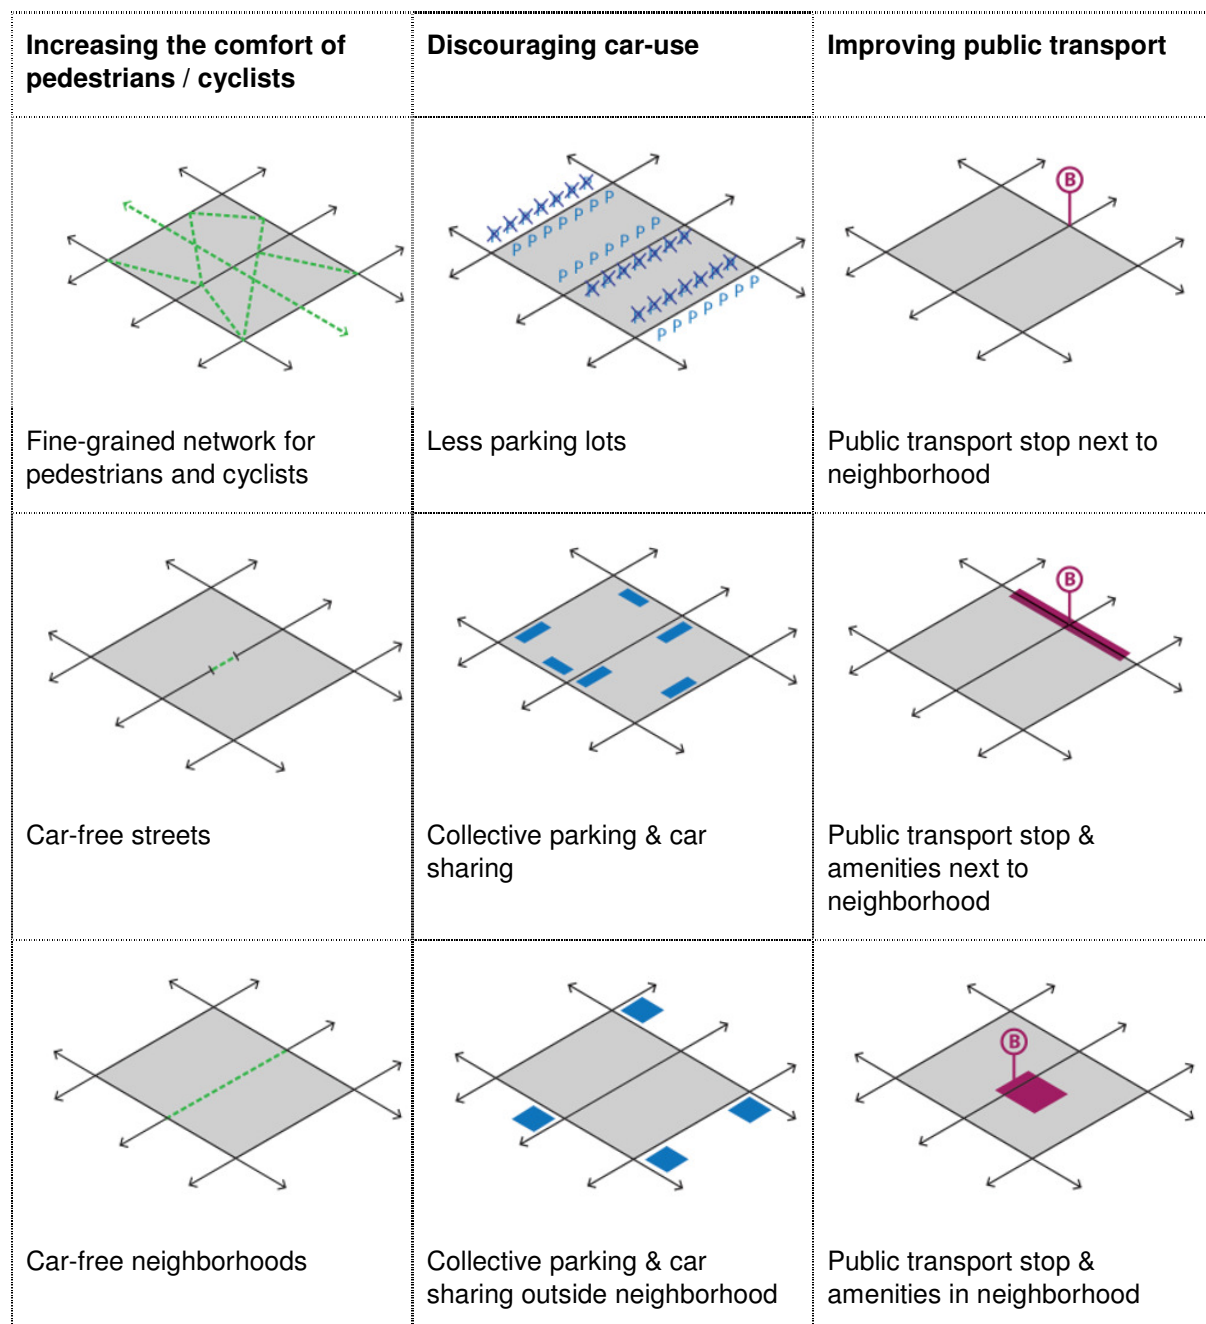 Increasing the comfort of
pedestrians / cyclists
Discouraging car-use
Improving public transport
P P P P P P P
P P P P P P P
P P P P P P P
B
Fine-grained network for
pedestrians and cyclists
Less parking lots
Public transport stop next to
neighborhood
B
Car-free streets
Collective parking & car
sharing
Public transport stop &
amenities next to
neighborhood
B
Car-free neighborhoods
Collective parking & car
sharing outside neighborhood
Public transport stop &
amenities in neighborhood